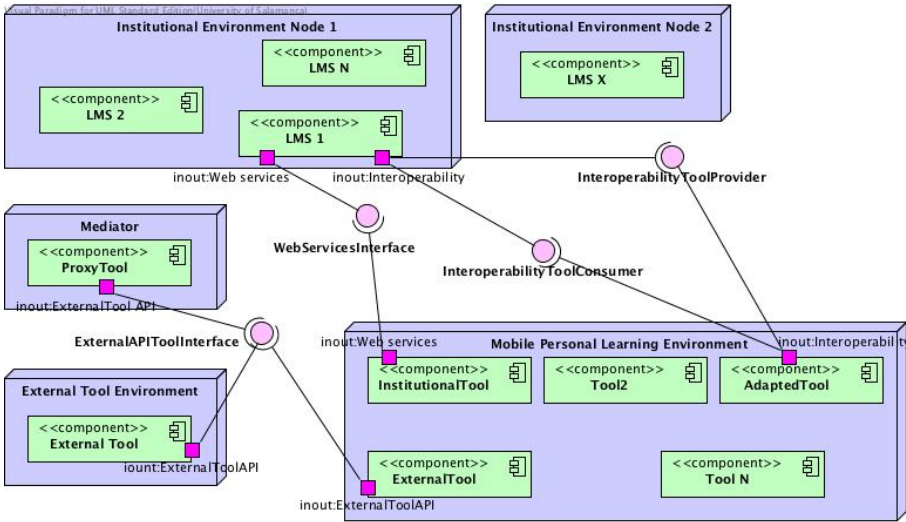 Visual Paradigm for UML Standard Edition(University of Salamanca)
Institutional Environment Node 1
Institutional Environment Node 2
<<component>>
LMS N
<<component>>
LMS X
<<component>>
LMS 2
<<component>>
LMS 1
inout:Web services
inout:Interoperability
InteroperabilityToolProvider
Mediator
<<component>>
ProxyTool
inout:ExternalTool API
WebServicesInterface
InteroperabilityToolConsumer
ExternalAPIToolInterface
inout:Web services
Mobile Personal Learning Environment
inout:Interoperability
External Tool Environment
<<component>>
External Tool
iount:ExternalToolAPI
<<component>>
InstitutionalTool
<<component>>
Tool2
<<component>>
AdaptedTool
<<component>>
ExternalTool
<<component>>
Tool N
inout:ExternalToolAPI